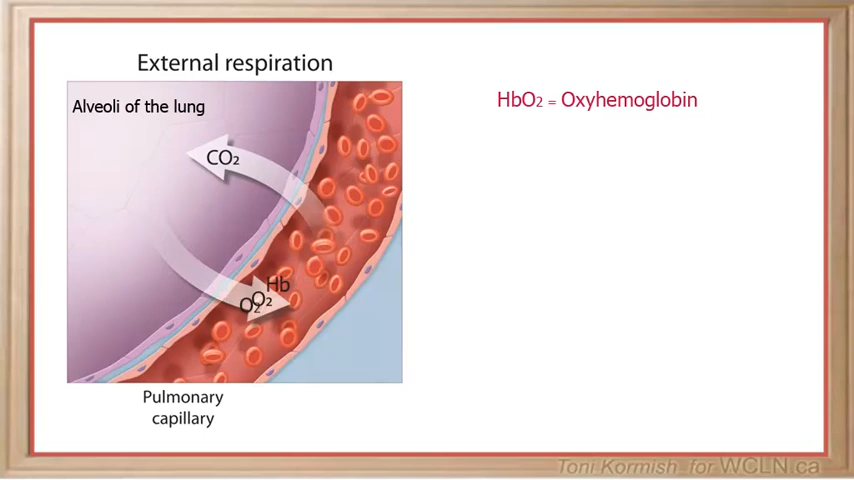 External respiration
Alveoli of the lung
CO₂
Hb
O₂
O₂
Pulmonary
capillary
HbO₂ = Oxyhemoglobin
Toni Kormish for WCLN.ca